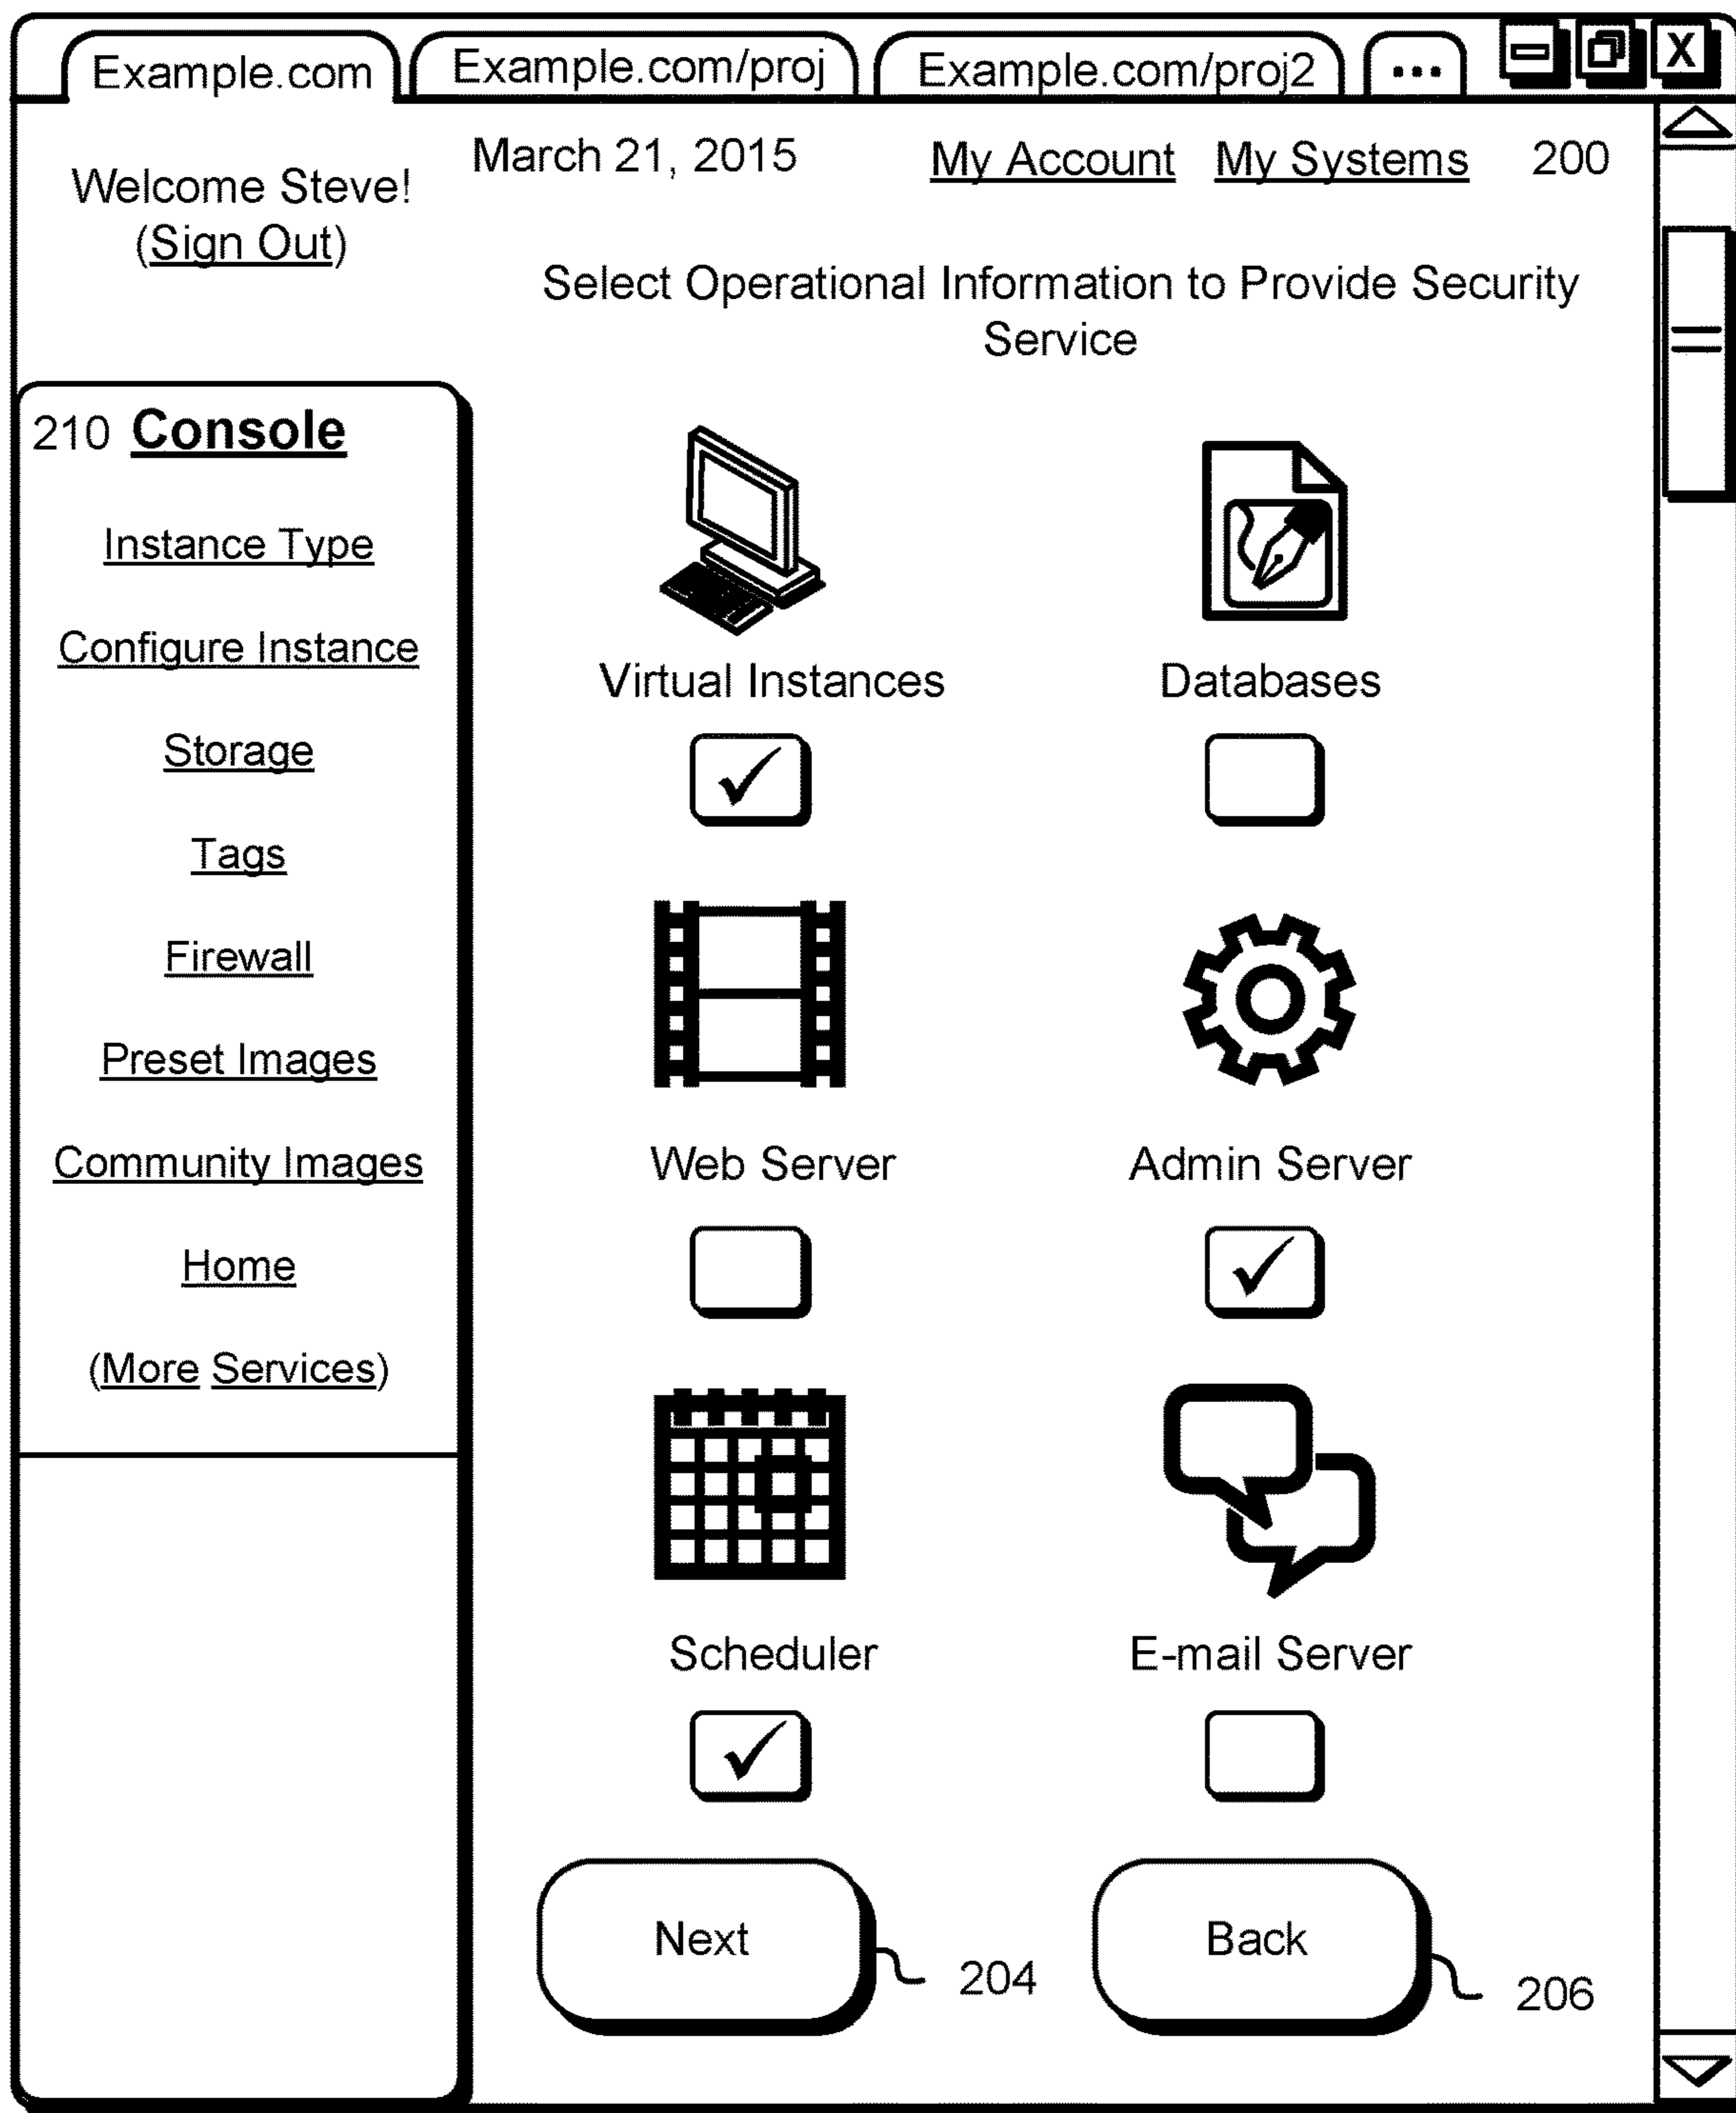 Example.com
Example.com/proj
Example.com/proj2
...
X
Welcome Steve!
(Sign Out)
March 21, 2015
My Account
My Systems
200
Select Operational Information to Provide Security
Service
210 Console
Instance Type
Configure Instance
Storage
Tags
Firewall
Preset Images
Community Images
Home
(More Services)
Virtual Instances
Databases
Web Server
Admin Server
Scheduler
E-mail Server
Next
204
Back
206